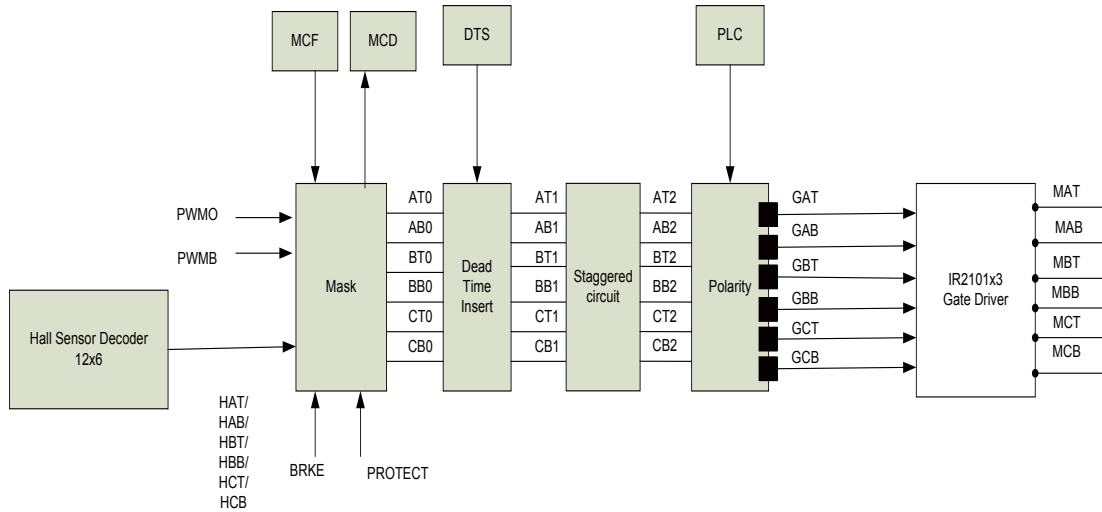 MCF
MCD
DTS
PLC
AT0
AT1
AT2
GAT
MAT
PWMO
AB0
AB1
AB2
GAB
MAB
PWMB
BT0
BT1
BT2
GBT
MBT
Mask
Dead
Time
Insert
Staggered
circuit
Polarity
IR2101x3
Gate Driver
BB0
BB1
BB2
GBB
MBB
CT0
CT1
CT2
GCT
MCT
Hall Sensor Decoder
12x6
CB0
CB1
CB2
GCB
MCB
HAT/
HAB/
HBT/
HBB/
HCT/
HCB
BRKE
PROTECT